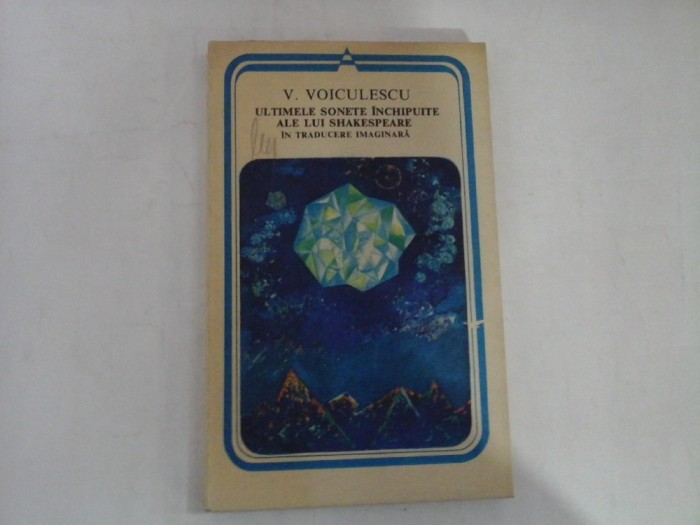 V. VOICULESCU
ULTIMELE SONETE ÎNCHIPUITE
ALE LUI SHAKESPEARE
ÎN TRADUCERE IMAGINARĂ